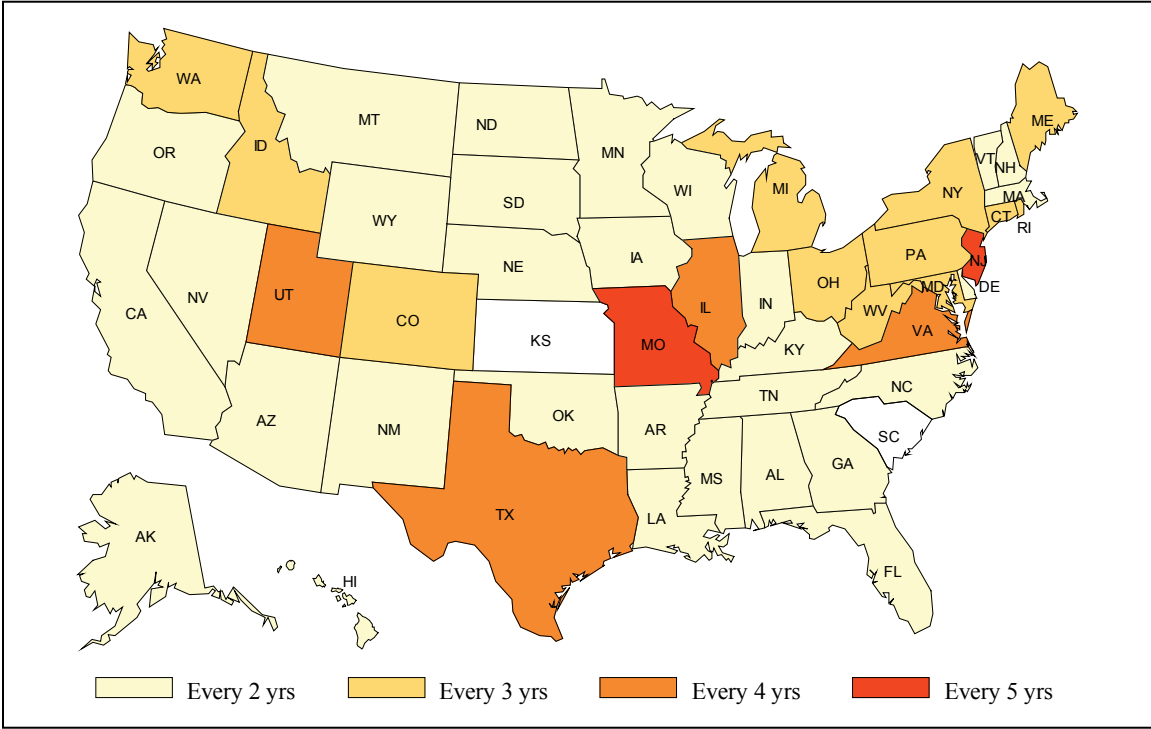 WA
MT
ND
MN
ME
OR
ID
VT
NH
WI
MI
NY
MA
SD
WY
CT
RI
NE
IA
PA
NJ
UT
NV
OH
MD
DE
CA
CO
IN
IL
WV
VA
KS
MO
KY
NC
TN
OK
AZ
NM
AR
SC
GA
MS
AL
TX
LA
AK
FL
HI
Every 2 yrs
Every 3 yrs
Every 4 yrs
Every 5 yrs